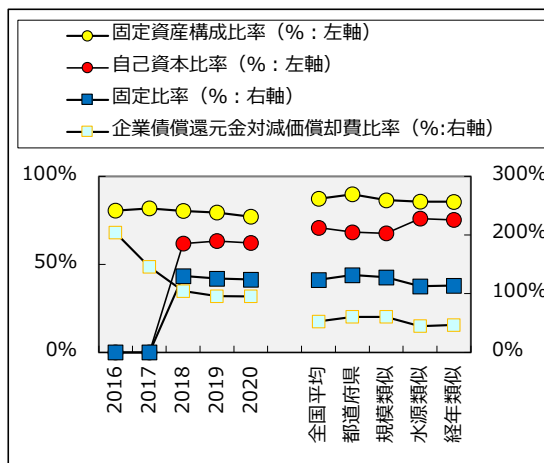 固定資産構成比率（%：左軸）
自己資本比率（%：左軸）
固定比率（%：右軸）
企業債償還元金対減価償却費比率（%:右軸）
100%
50%
0%
300%
200%
100%
0%
2016
2017
2018
2019
2020
全国平均
都道府県
規模類似
水源類似
経年類似